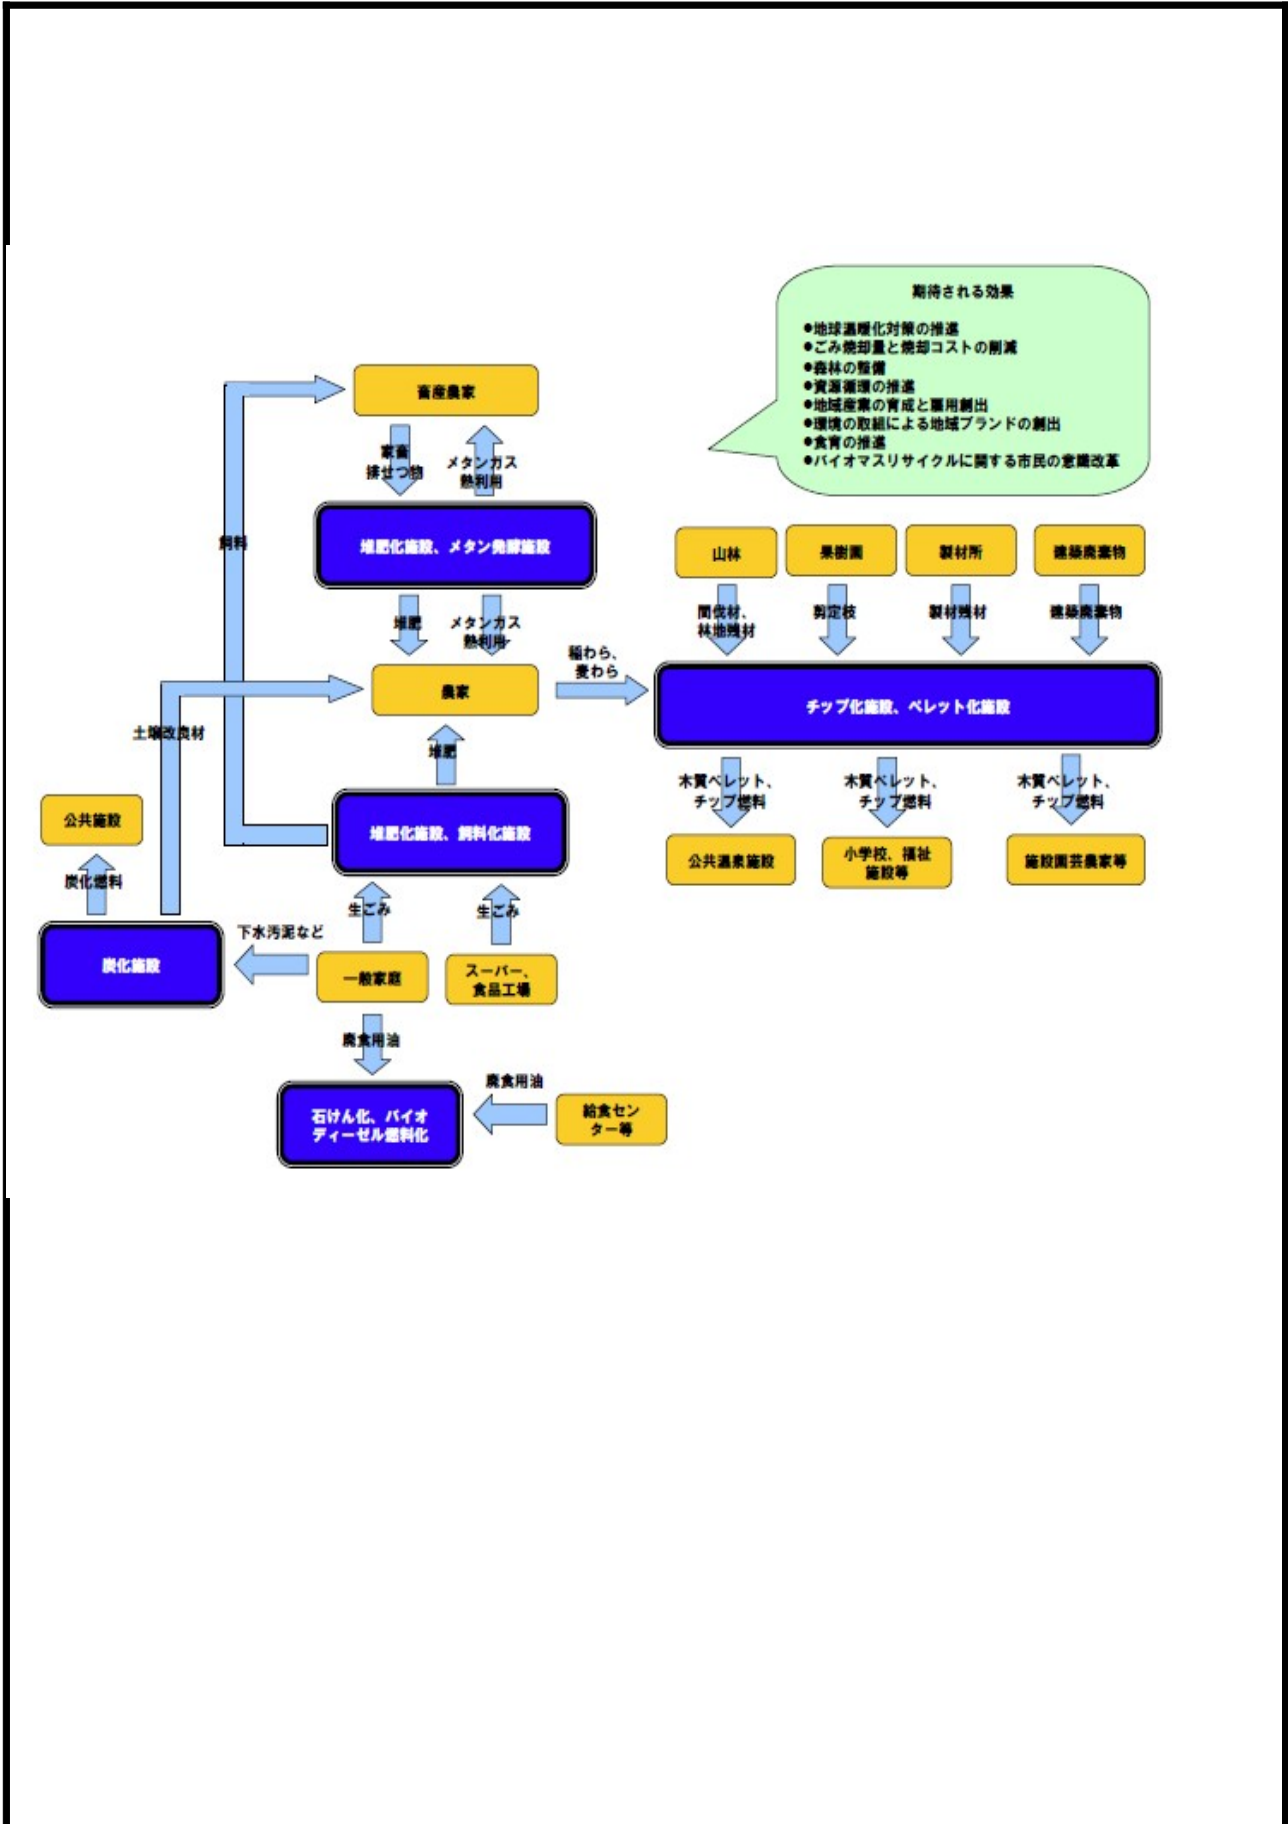 期待される効果
●地球温暖化対策の推進
●ごみ焼却量と焼却コストの削減
●森林の整備
●資源循環の推進
●地域産業の育成と雇用創出
●環境の取組による地域ブランドの創出
●食育の推進
●バイオマスリサイクルに関する市民の意識改革
畜産農家
家畜
排せつ物
メタンガス
熱利用
飼料
堆肥化施設、メタン発酵施設
堆肥
メタンガス
熱利用
農家
稲わら、
麦わら
山林
果樹園
製材所
建築廃棄物
間伐材、
林地残材
剪定枝
製材残材
建築廃棄物
チップ化施設、ペレット化施設
木質ペレット、
チップ燃料
木質ペレット、
チップ燃料
木質ペレット、
チップ燃料
公共温泉施設
小学校、福祉
施設等
施設園芸農家等
土壌改良材
堆肥
堆肥化施設、飼料化施設
公共施設
炭化燃料
炭化施設
下水汚泥など
生ごみ
生ごみ
一般家庭
スーパー、
食品工場
廃食用油
石けん化、バイオ
ディーゼル燃料化
廃食用油
給食セン
ター等